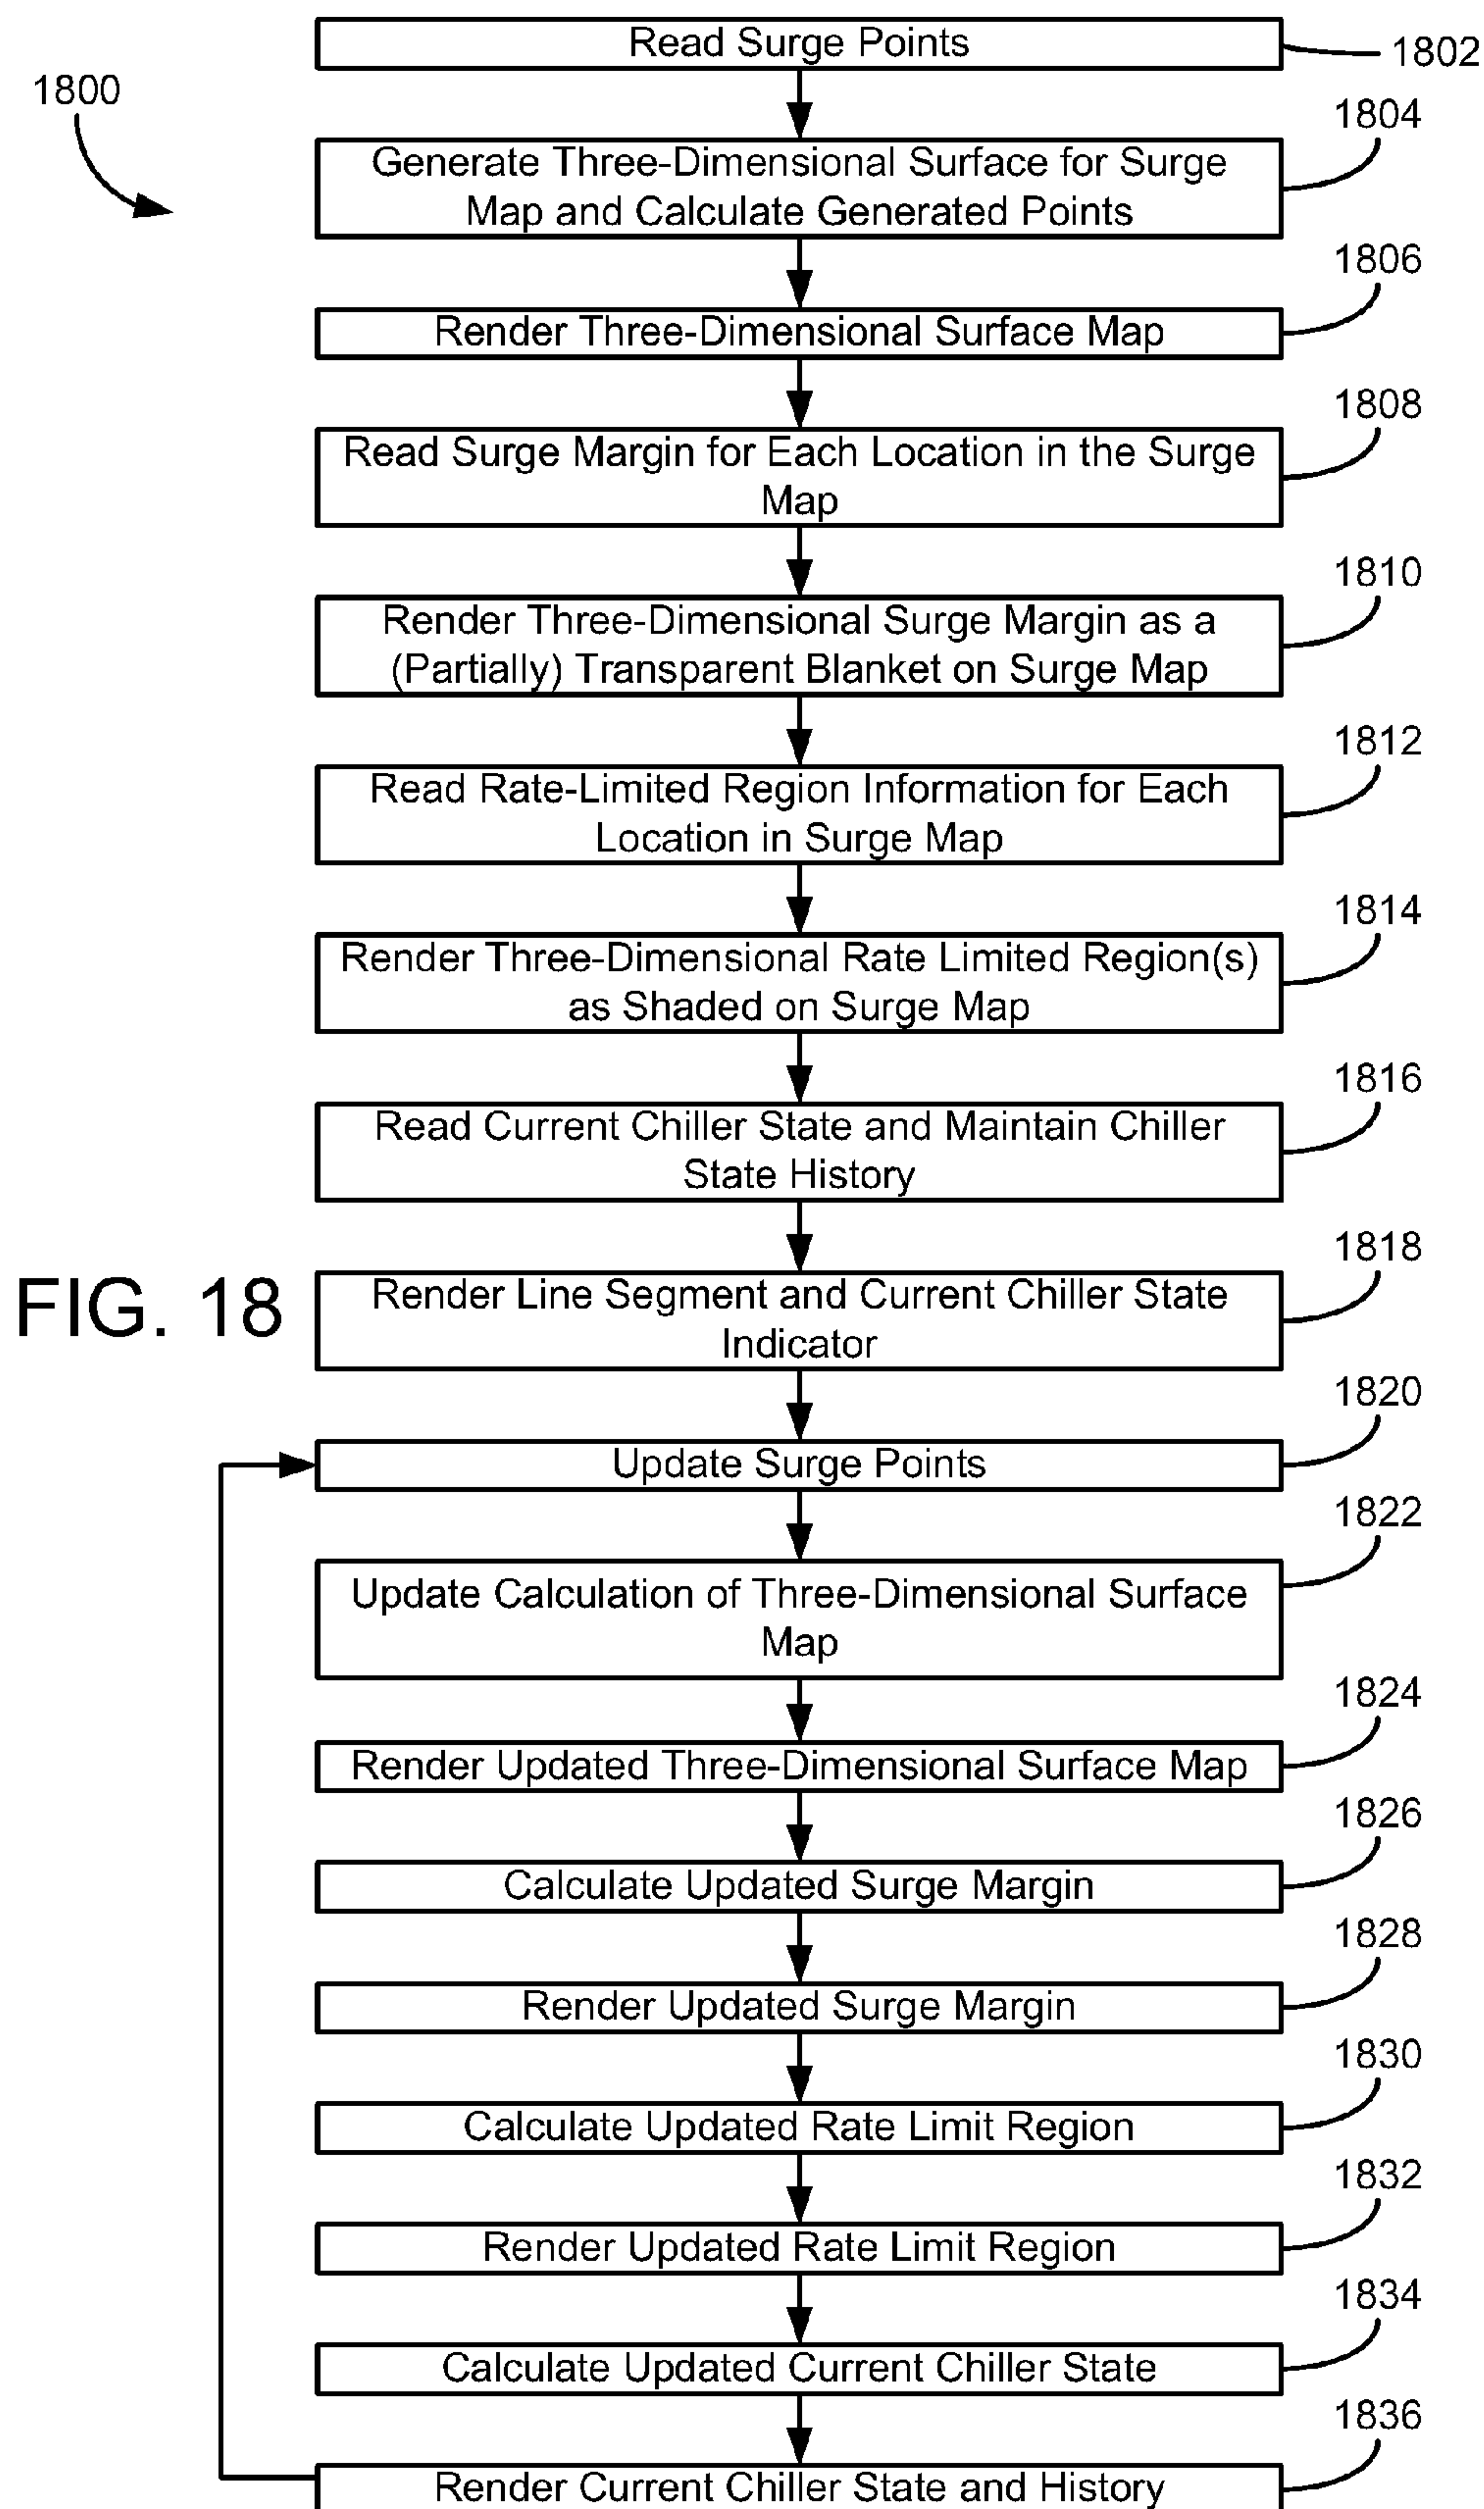 Read Surge Points
1802
1800
1804
Generate Three-Dimensional Surface for Surge
Map and Calculate Generated Points
1806
Render Three-Dimensional Surface Map
1808
Read Surge Margin for Each Location in the Surge
Map
1810
Render Three-Dimensional Surge Margin as a
(Partially) Transparent Blanket on Surge Map
1812
Read Rate-Limited Region Information for Each
Location in Surge Map
1814
Render Three-Dimensional Rate Limited Region(s)
as Shaded on Surge Map
1816
Read Current Chiller State and Maintain Chiller
State History
1818
FIG. 18
Render Line Segment and Current Chiller State
Indicator
1820
Update Surge Points
1822
Update Calculation of Three-Dimensional Surface
Map
1824
Render Updated Three-Dimensional Surface Map
1826
Calculate Updated Surge Margin
1828
Render Updated Surge Margin
1830
Calculate Updated Rate Limit Region
1832
Render Updated Rate Limit Region
1834
Calculate Updated Current Chiller State
1836
Render Current Chiller State and History